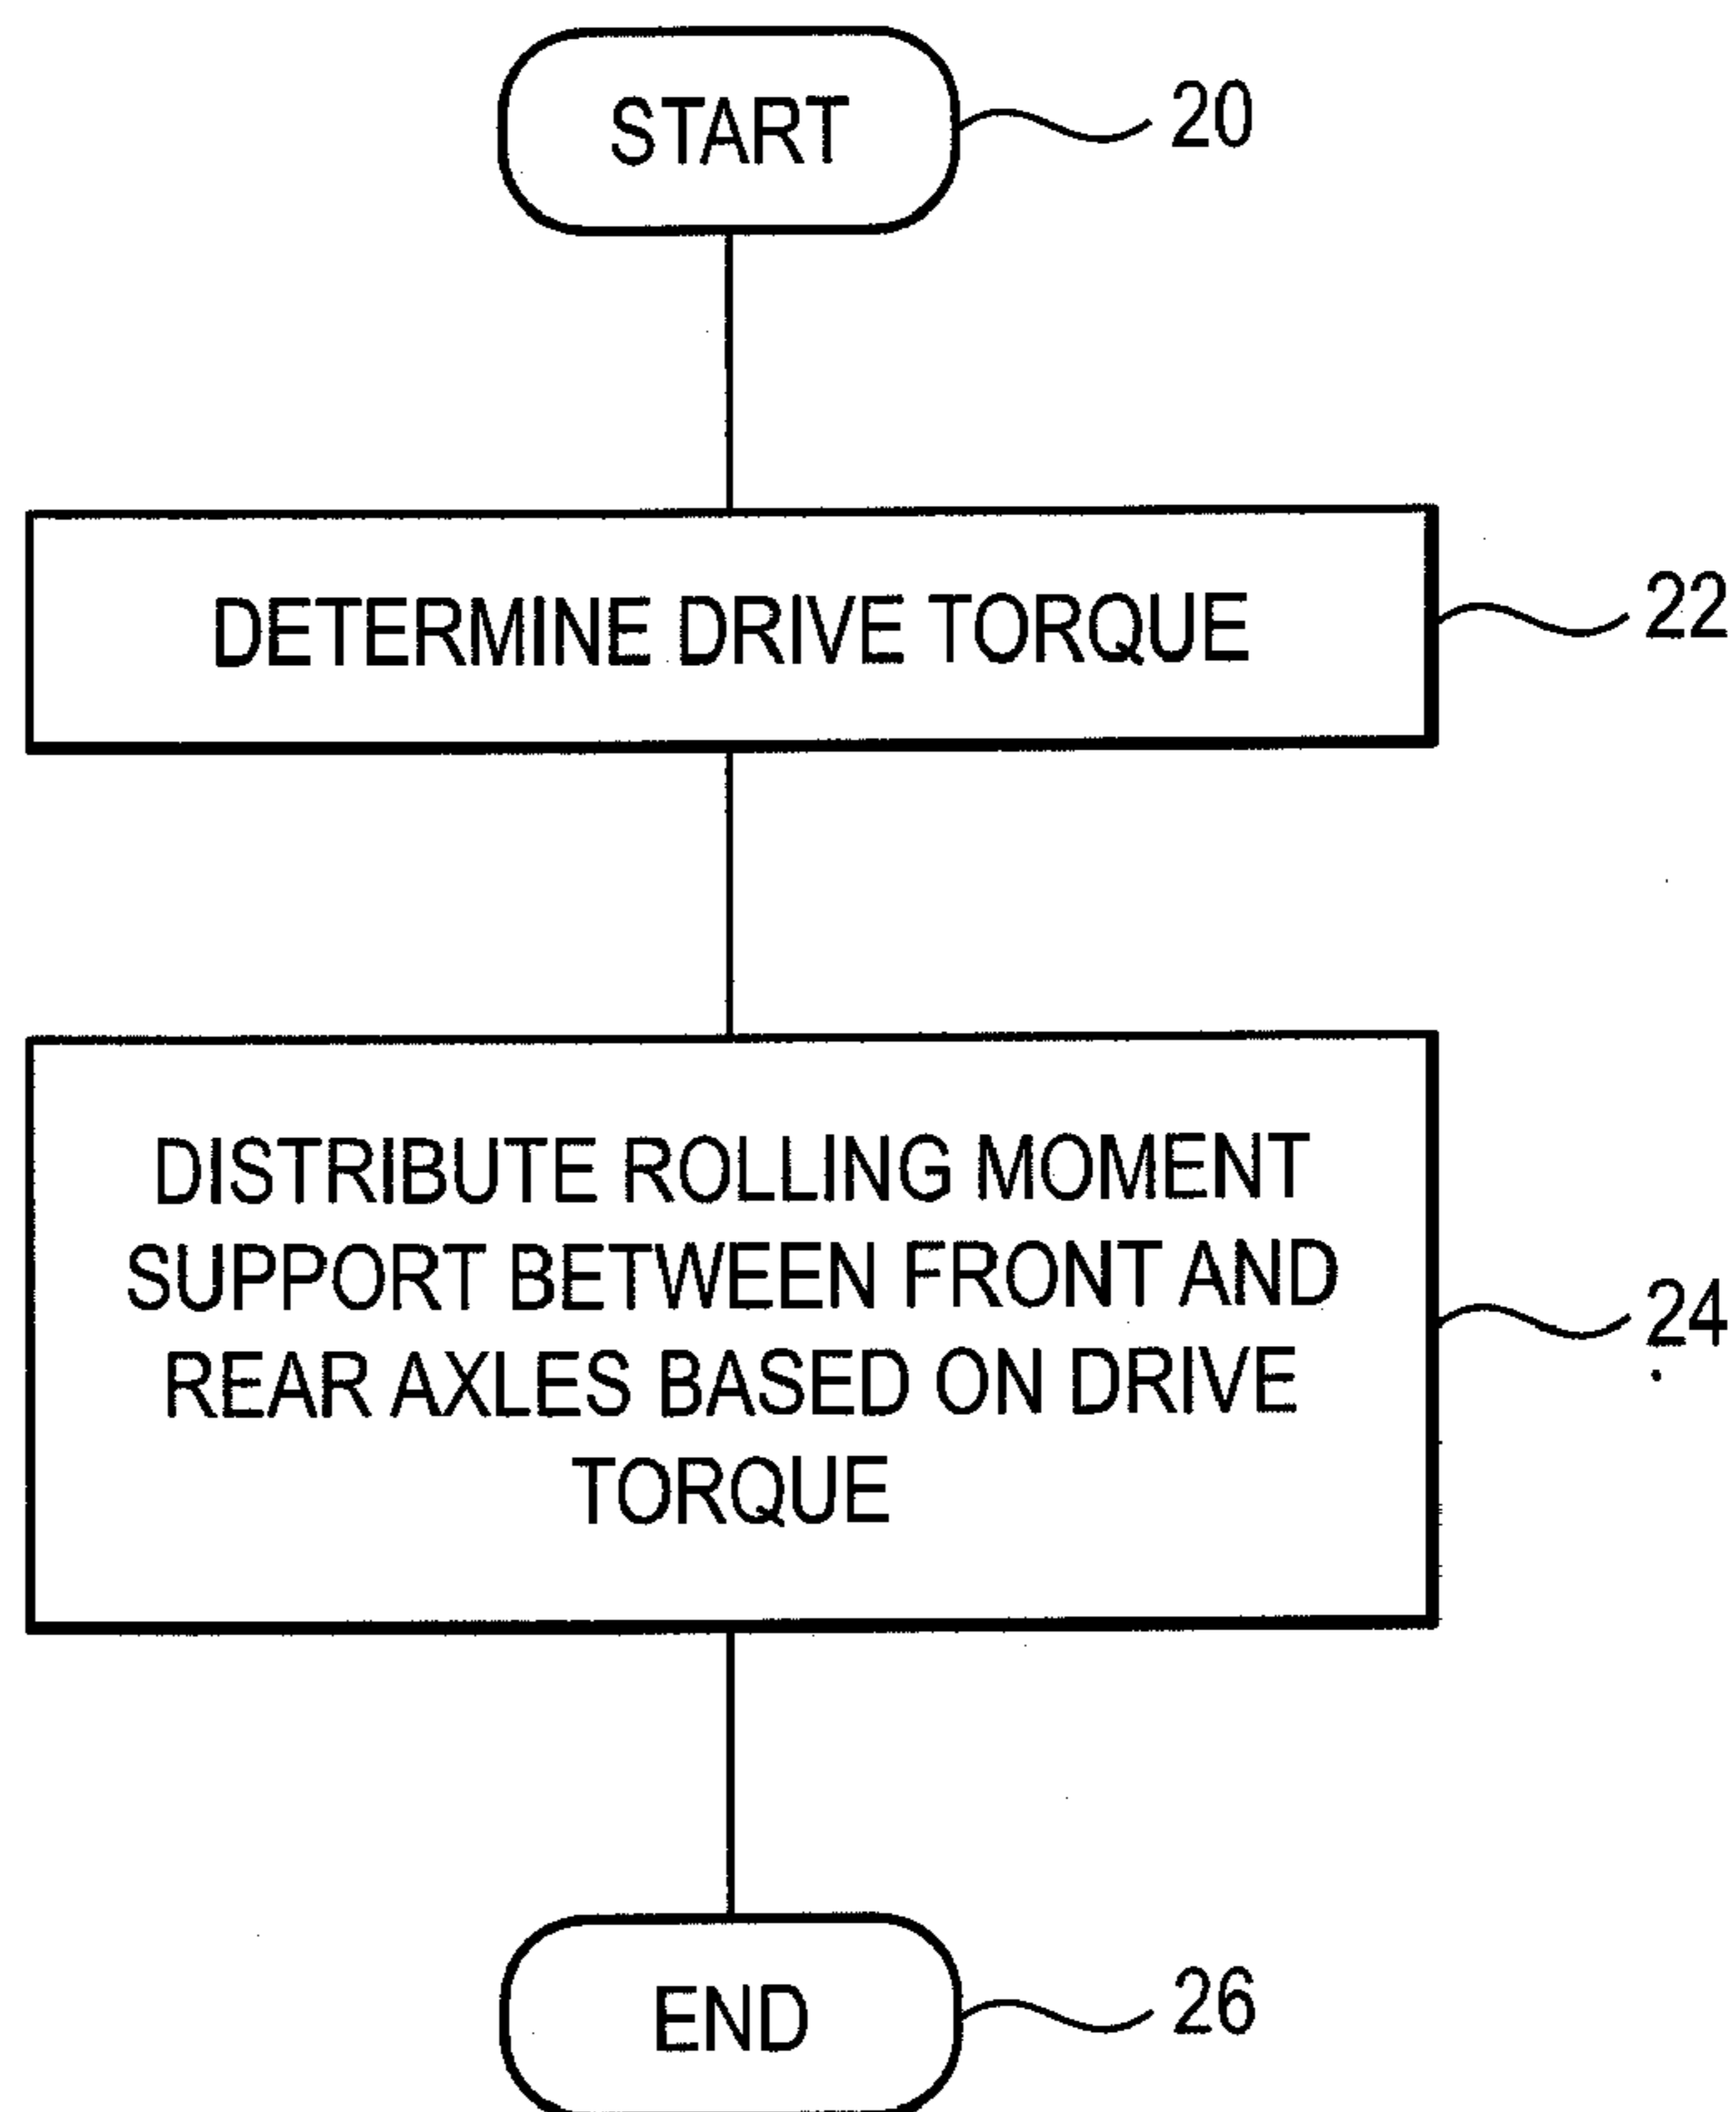 START
20
DETERMINE DRIVE TORQUE
22
DISTRIBUTE ROLLING MOMENT
SUPPORT BETWEEN FRONT AND
REAR AXLES BASED ON DRIVE
TORQUE
24
END
26